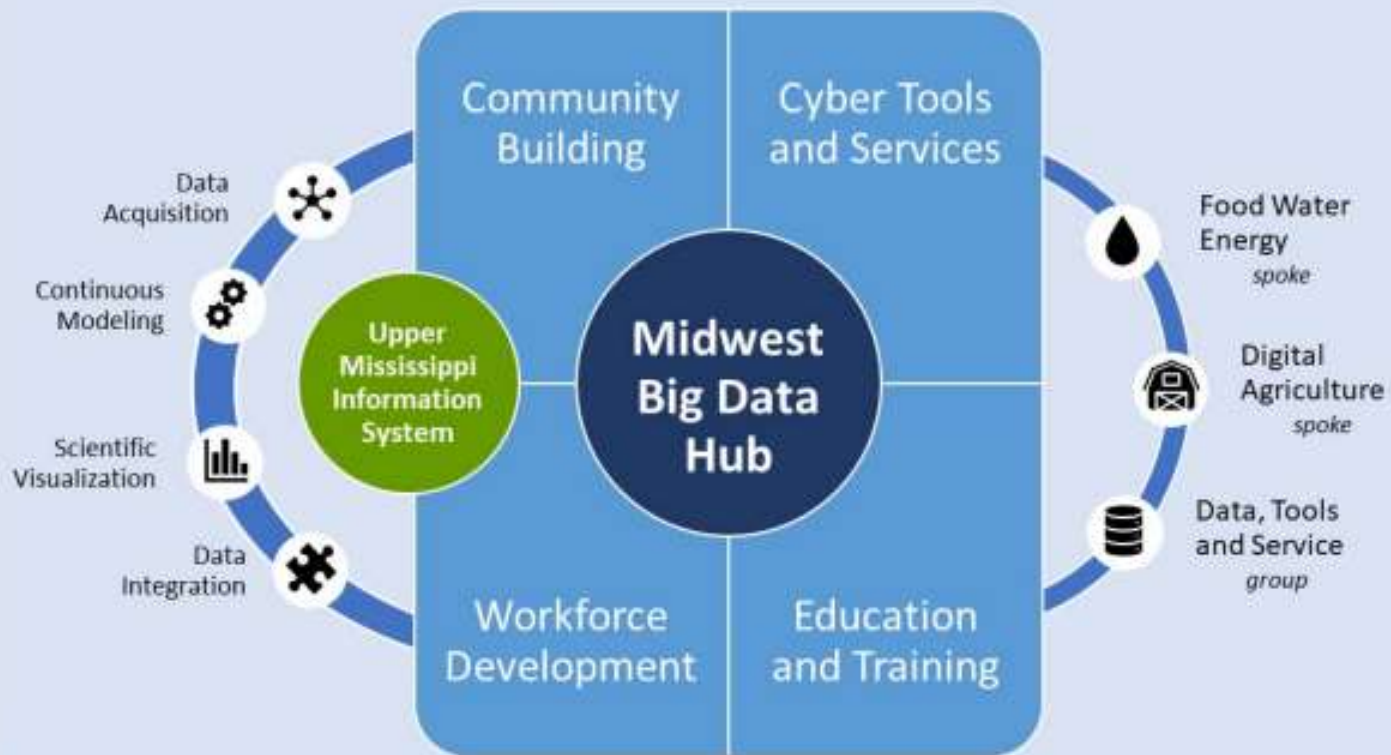 Community
Building
Cyber Tools
and Services
Data
Acquisition
Continuous
Modeling
Scientific
Visualization
Data
Integration
Upper
Mississippi
Information
System
Midwest
Big Data
Hub
Food Water
Energy
spoke
Digital
Agriculture
spoke
Data, Tools
and Service
group
Workforce
Development
Education
and Training